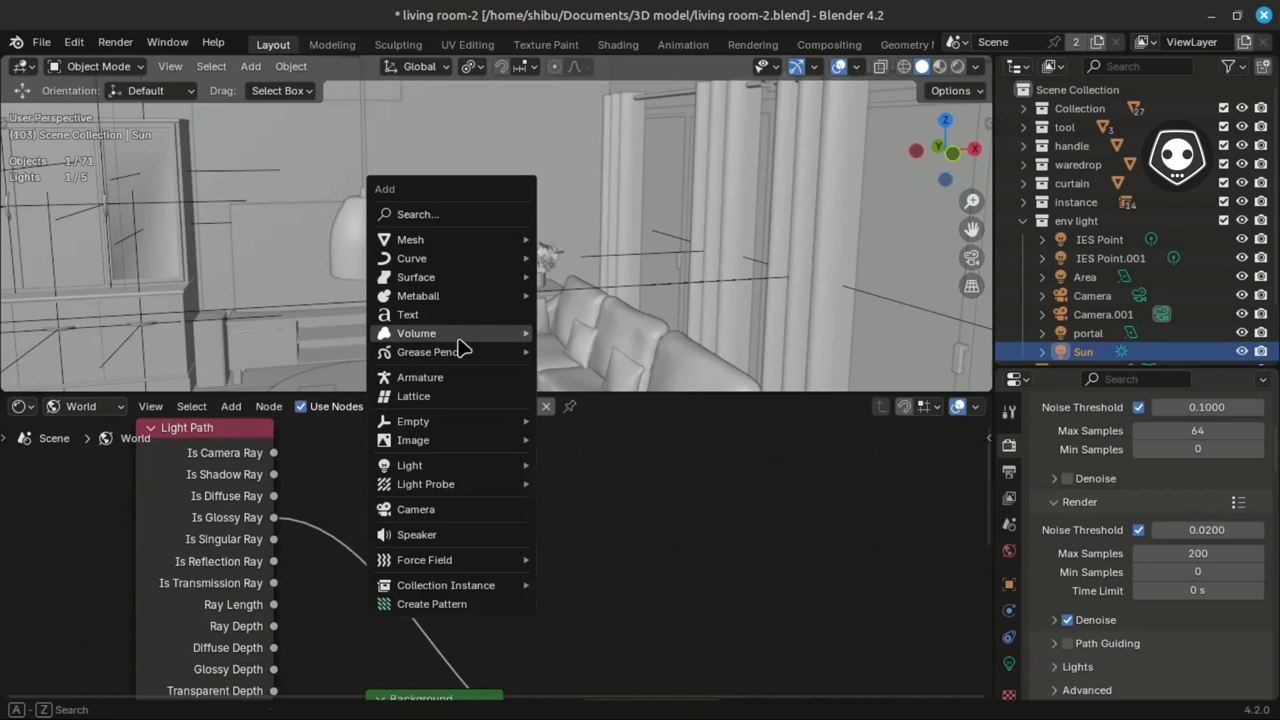 * living room-2 [/home/shibu/Documents/3D model/living room-2.blend] - Blender 4.2
File Edit Render Window Help Layout Modeling Sculpting UV Editing Texture Paint Shading Animation Rendering Compositing Geometry Scene 2 ViewLayer
Object Mode View Select Add Object Global Search
Orientation: Default Drag: Select Box Options
User Perspective
(103) Scene Collection | Sun
Objects 1/71
Lights 1/5
Z
Y
X
Add
Search...
Mesh
Curve
Surface
Metaball
Text
Volume
Armature
Lattice
Empty
Image
Light
Light Probe
Camera
Speaker
Force Field
Collection Instance
Create Pattern
Scene Collection
Collection 27
tool 3
handle
waredrop
curtain
instance 14
env light
IES Point
IES Point.001
Area
Camera
Camera.001
portal
Sun
World View Select Add Node Use Nodes
Scene World
Light Path
Is Camera Ray
Is Shadow Ray
Is Diffuse Ray
Is Glossy Ray
Is Singular Ray
Is Reflection Ray
Is Transmission Ray
Ray Length
Ray Depth
Diffuse Depth
Glossy Depth
Transparent Depth
Background
Search
Noise Threshold 0.1000
Max Samples 64
Min Samples 0
Denoise
Render
Noise Threshold 0.0200
Max Samples 200
Min Samples 0
Time Limit 0 s
Denoise
Path Guiding
Lights
Advanced
A - Z Search
4.2.0